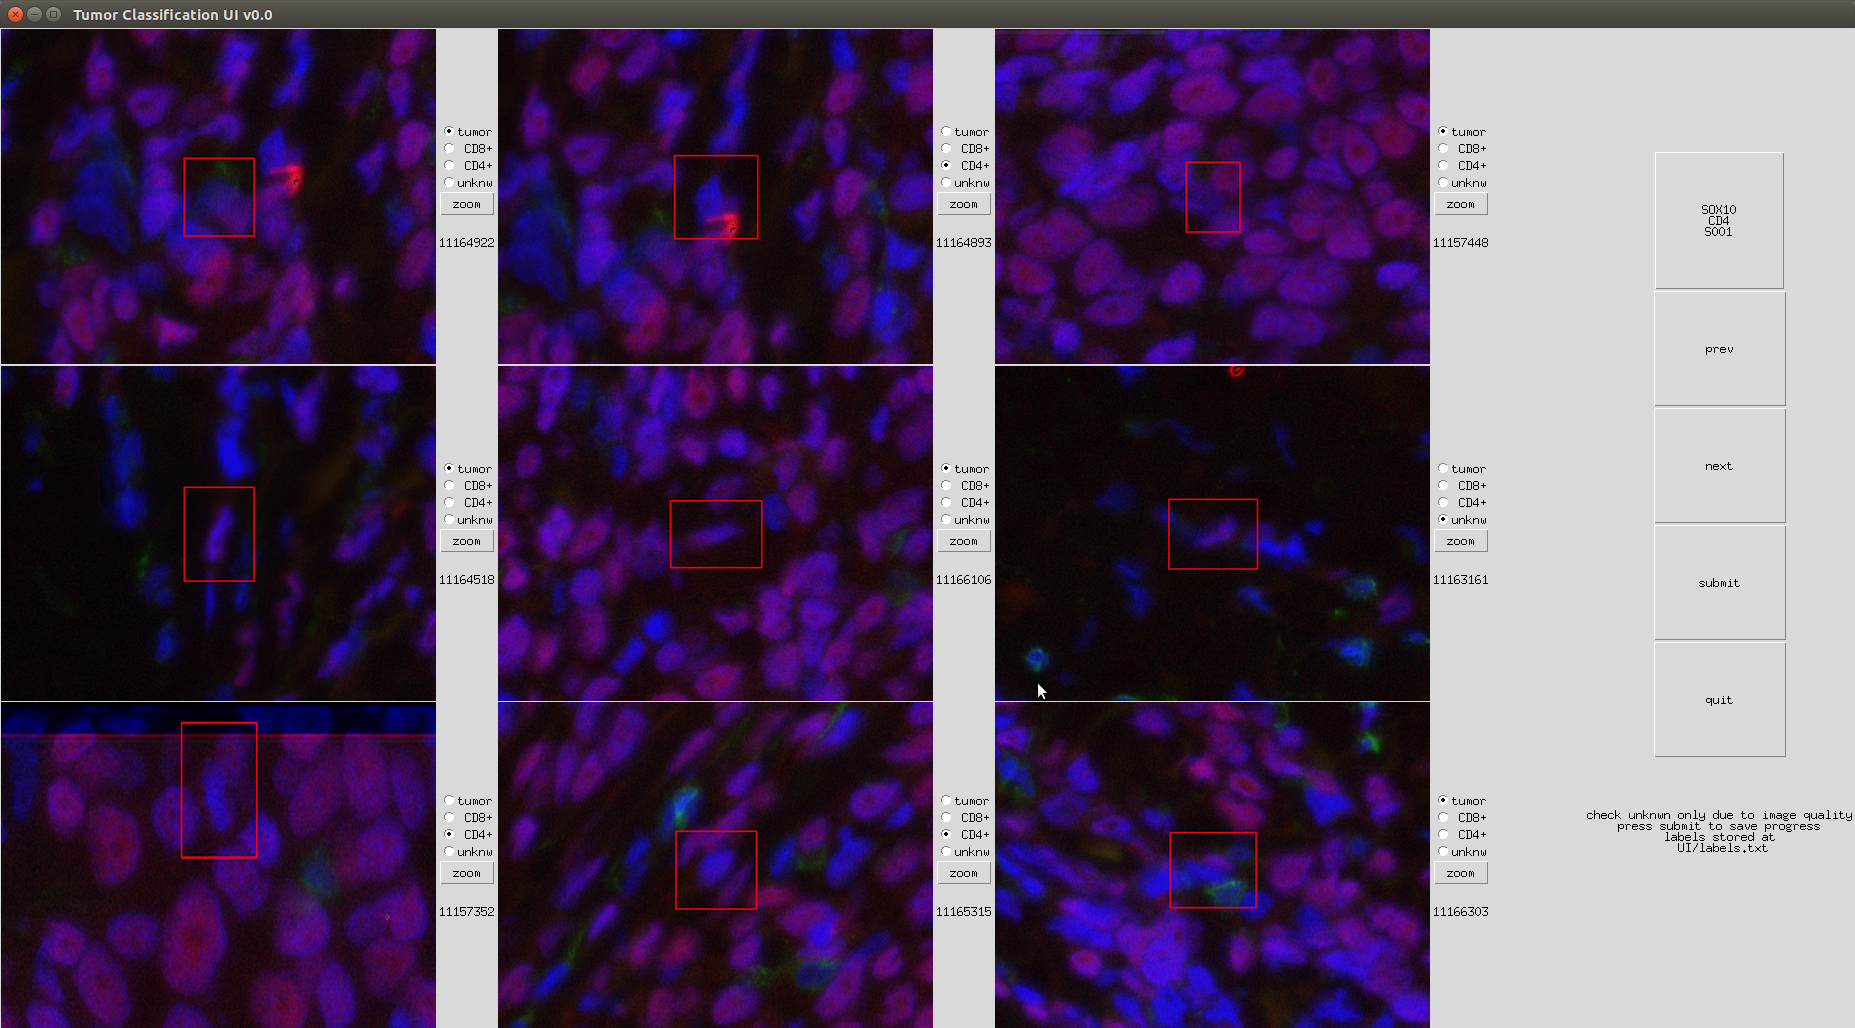 Tumor Classification UI v0.0
tumor
CD8+
CD4+
unknw
zoom
11164922
tumor
CD8+
CD4+
unknw
zoom
11164893
tumor
CD8+
CD4+
unknw
zoom
11157448
tumor
CD8+
CD4+
unknw
zoom
11164518
tumor
CD8+
CD4+
unknw
zoom
11166106
tumor
CD8+
CD4+
unknw
zoom
11163161
tumor
CD8+
CD4+
unknw
zoom
11157352
tumor
CD8+
CD4+
unknw
zoom
11165315
tumor
CD8+
CD4+
unknw
zoom
11166303
SOX10
CD4
S001
prev
next
submit
quit
check unknwn only due to image quality
press submit to save progress
labels stored at
UI/labels.txt